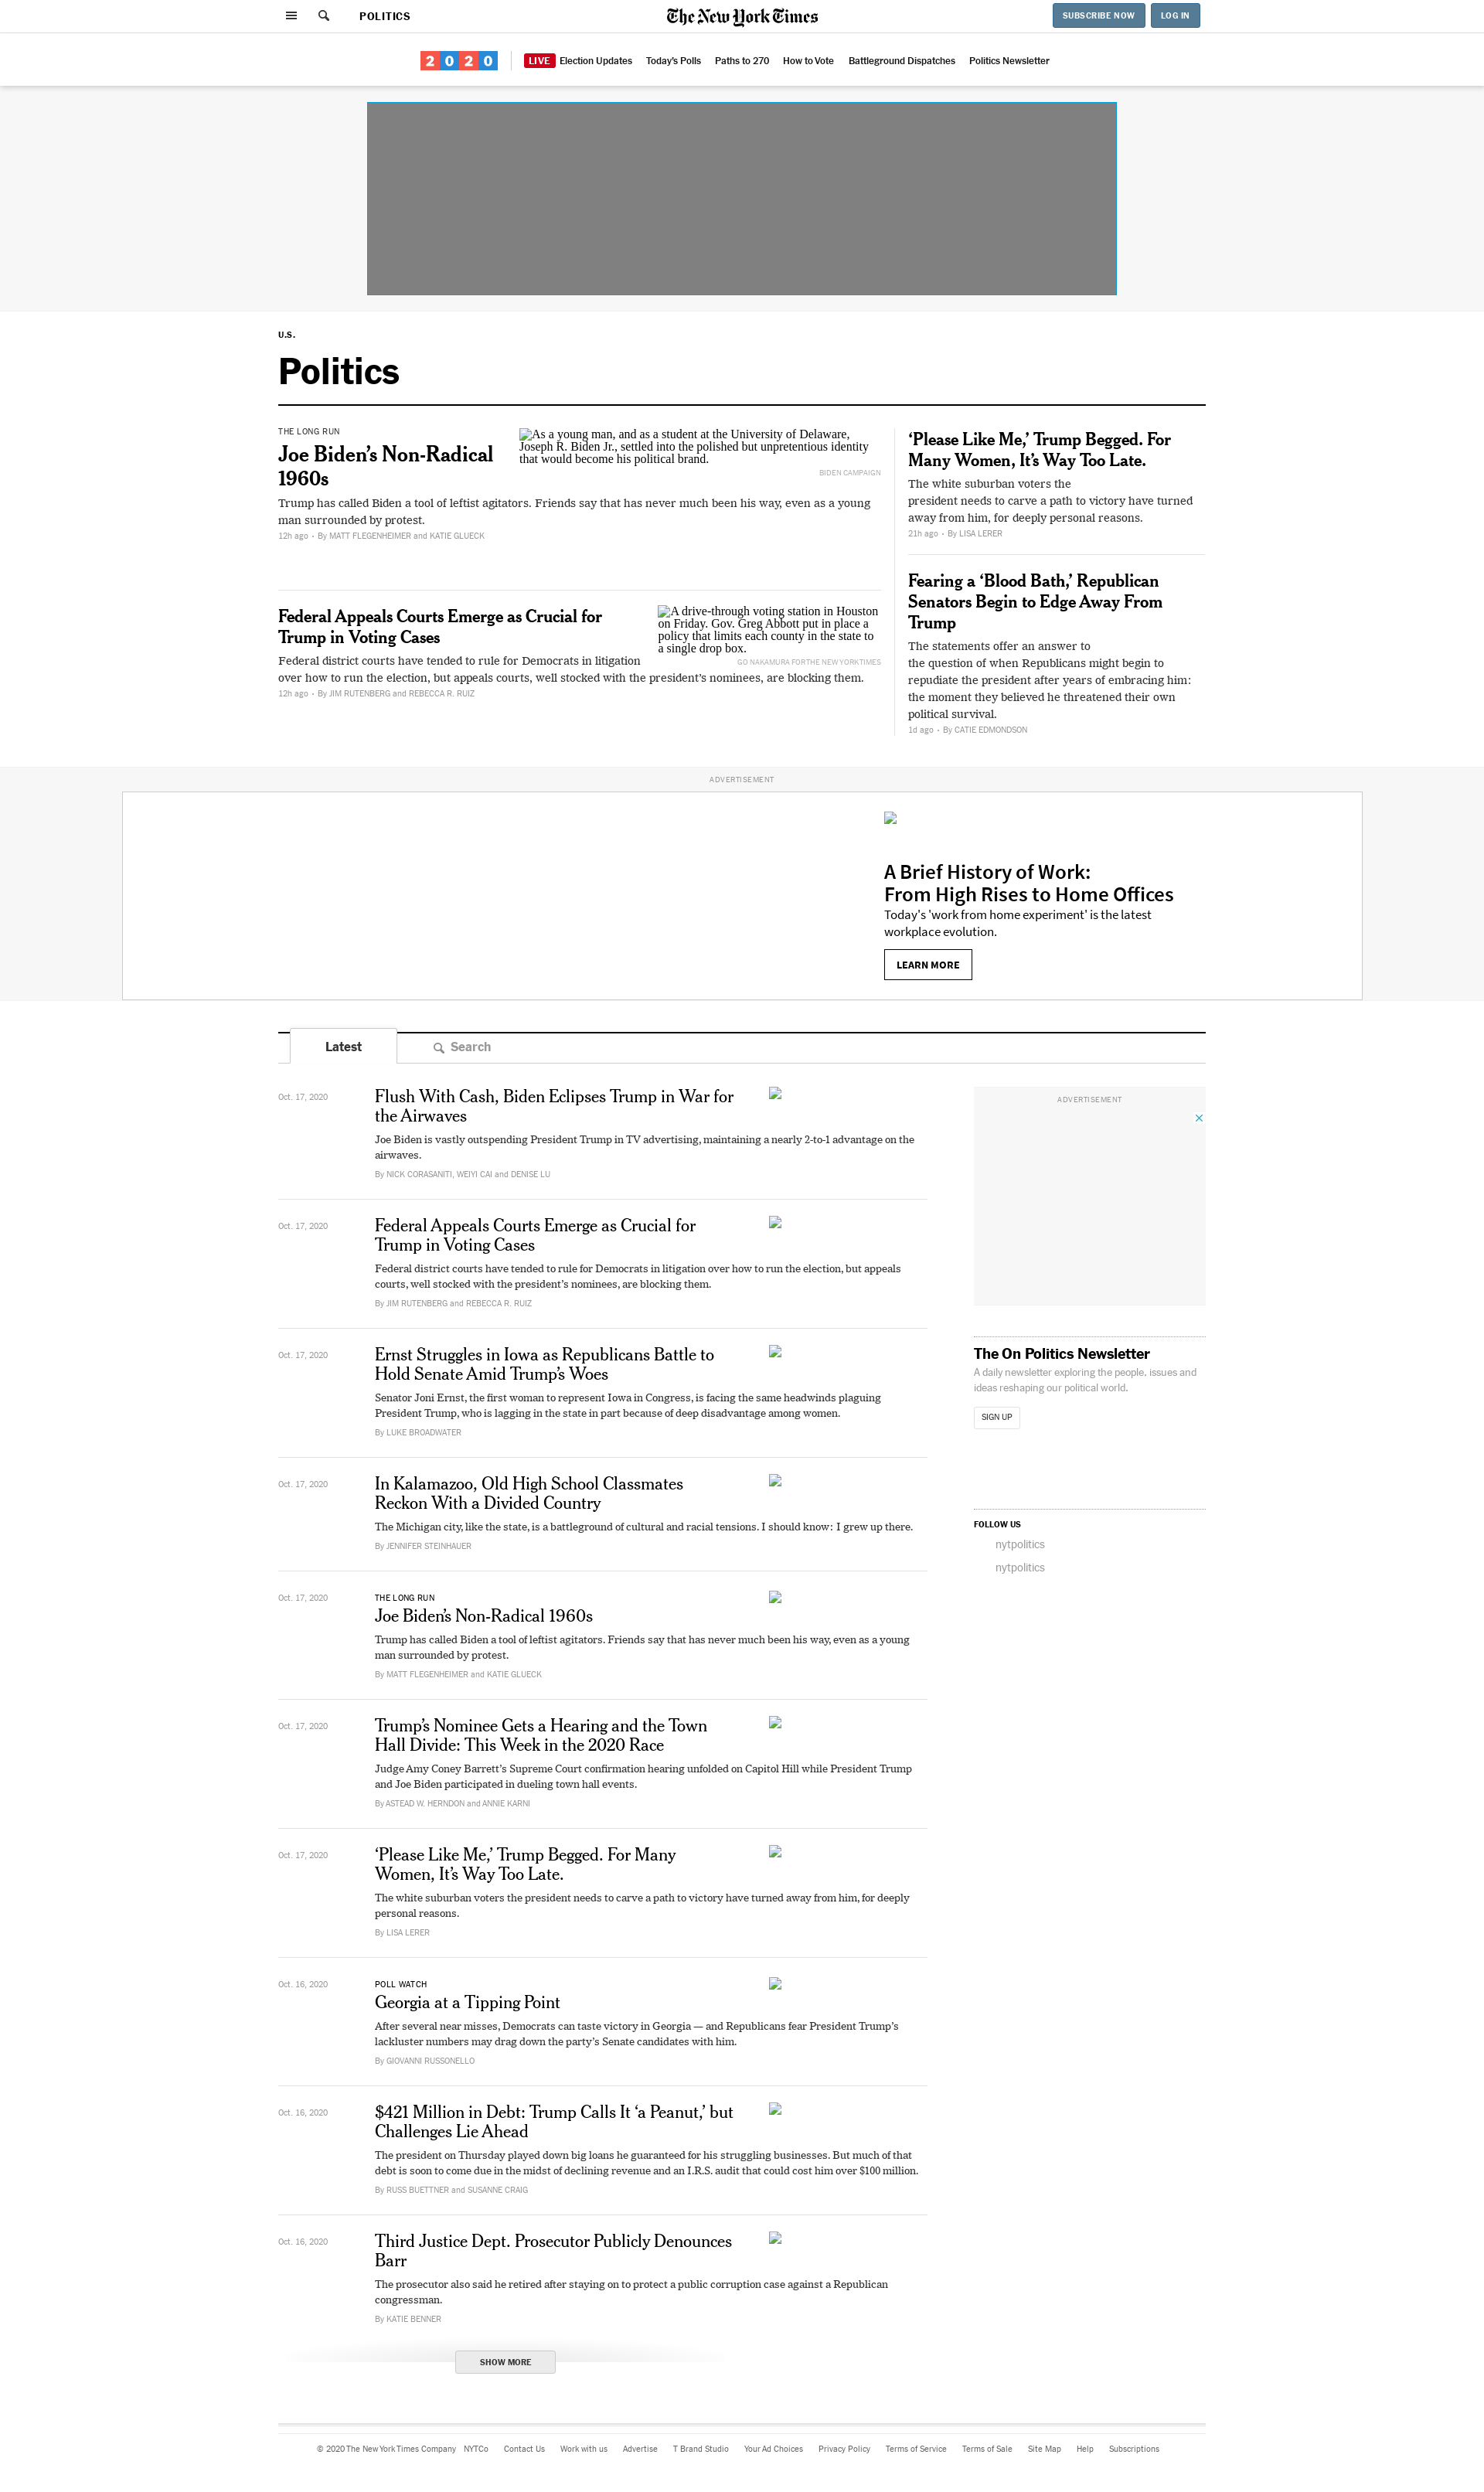 POLITICS
The New York Times
SUBSCRIBE NOW
LOG IN
2020
LIVE Election Updates
Today's Polls
Paths to 270
How to Vote
Battleground Dispatches
Politics Newsletter
U.S.
Politics
THE LONG RUN
Joe Biden’s Non-Radical
1960s
As a young man, and as a student at the University of Delaware,
Joseph R. Biden Jr., settled into the polished but unpretentious identity
that would become his political brand.
BIDEN CAMPAIGN
Trump has called Biden a tool of leftist agitators. Friends say that has never much been his way, even as a young
man surrounded by protest.
12h ago • By MATT FLEGENHEIMER and KATIE GLUECK
Federal Appeals Courts Emerge as Crucial for
Trump in Voting Cases
A drive-through voting station in Houston
on Friday. Gov. Greg Abbott put in place a
policy that limits each county in the state to
a single drop box.
GO NAKAMURA FOR THE NEW YORK TIMES
Federal district courts have tended to rule for Democrats in litigation
over how to run the election, but appeals courts, well stocked with the president’s nominees, are blocking them.
12h ago • By JIM RUTENBERG and REBECCA R. RUIZ
‘Please Like Me,’ Trump Begged. For
Many Women, It’s Way Too Late.
The white suburban voters the
president needs to carve a path to victory have turned
away from him, for deeply personal reasons.
21h ago • By LISA LERER
Fearing a ‘Blood Bath,’ Republican
Senators Begin to Edge Away From
Trump
The statements offer an answer to
the question of when Republicans might begin to
repudiate the president after years of embracing him:
the moment they believed he threatened their own
political survival.
1d ago • By CATIE EDMONDSON
ADVERTISEMENT
A Brief History of Work:
From High Rises to Home Offices
Today's 'work from home experiment' is the latest
workplace evolution.
LEARN MORE
Latest
Search
Oct. 17, 2020
Flush With Cash, Biden Eclipses Trump in War for
the Airwaves
Joe Biden is vastly outspending President Trump in TV advertising, maintaining a nearly 2-to-1 advantage on the
airwaves.
By NICK CORASANITI, WEIYI CAI and DENISE LU
Oct. 17, 2020
Federal Appeals Courts Emerge as Crucial for
Trump in Voting Cases
Federal district courts have tended to rule for Democrats in litigation over how to run the election, but appeals
courts, well stocked with the president’s nominees, are blocking them.
By JIM RUTENBERG and REBECCA R. RUIZ
Oct. 17, 2020
Ernst Struggles in Iowa as Republicans Battle to
Hold Senate Amid Trump’s Woes
Senator Joni Ernst, the first woman to represent Iowa in Congress, is facing the same headwinds plaguing
President Trump, who is lagging in the state in part because of deep disadvantage among women.
By LUKE BROADWATER
Oct. 17, 2020
In Kalamazoo, Old High School Classmates
Reckon With a Divided Country
The Michigan city, like the state, is a battleground of cultural and racial tensions. I should know: I grew up there.
By JENNIFER STEINHAUER
Oct. 17, 2020
THE LONG RUN
Joe Biden’s Non-Radical 1960s
Trump has called Biden a tool of leftist agitators. Friends say that has never much been his way, even as a young
man surrounded by protest.
By MATT FLEGENHEIMER and KATIE GLUECK
Oct. 17, 2020
Trump’s Nominee Gets a Hearing and the Town
Hall Divide: This Week in the 2020 Race
Judge Amy Coney Barrett’s Supreme Court confirmation hearing unfolded on Capitol Hill while President Trump
and Joe Biden participated in dueling town hall events.
By ASTEAD W. HERNDON and ANNIE KARNI
Oct. 17, 2020
‘Please Like Me,’ Trump Begged. For Many
Women, It’s Way Too Late.
The white suburban voters the president needs to carve a path to victory have turned away from him, for deeply
personal reasons.
By LISA LERER
Oct. 16, 2020
POLL WATCH
Georgia at a Tipping Point
After several near misses, Democrats can taste victory in Georgia — and Republicans fear President Trump’s
lackluster numbers may drag down the party’s Senate candidates with him.
By GIOVANNI RUSSONELLO
Oct. 16, 2020
$421 Million in Debt: Trump Calls It ‘a Peanut,’ but
Challenges Lie Ahead
The president on Thursday played down big loans he guaranteed for his struggling businesses. But much of that
debt is soon to come due in the midst of declining revenue and an I.R.S. audit that could cost him over $100 million.
By RUSS BUETTNER and SUSANNE CRAIG
Oct. 16, 2020
Third Justice Dept. Prosecutor Publicly Denounces
Barr
The prosecutor also said he retired after staying on to protect a public corruption case against a Republican
congressman.
By KATIE BENNER
SHOW MORE
ADVERTISEMENT
The On Politics Newsletter
A daily newsletter exploring the people, issues and
ideas reshaping our political world.
SIGN UP
FOLLOW US
nytpolitics
nytpolitics
© 2020 The New York Times Company
NYTCo
Contact Us
Work with us
Advertise
T Brand Studio
Your Ad Choices
Privacy Policy
Terms of Service
Terms of Sale
Site Map
Help
Subscriptions